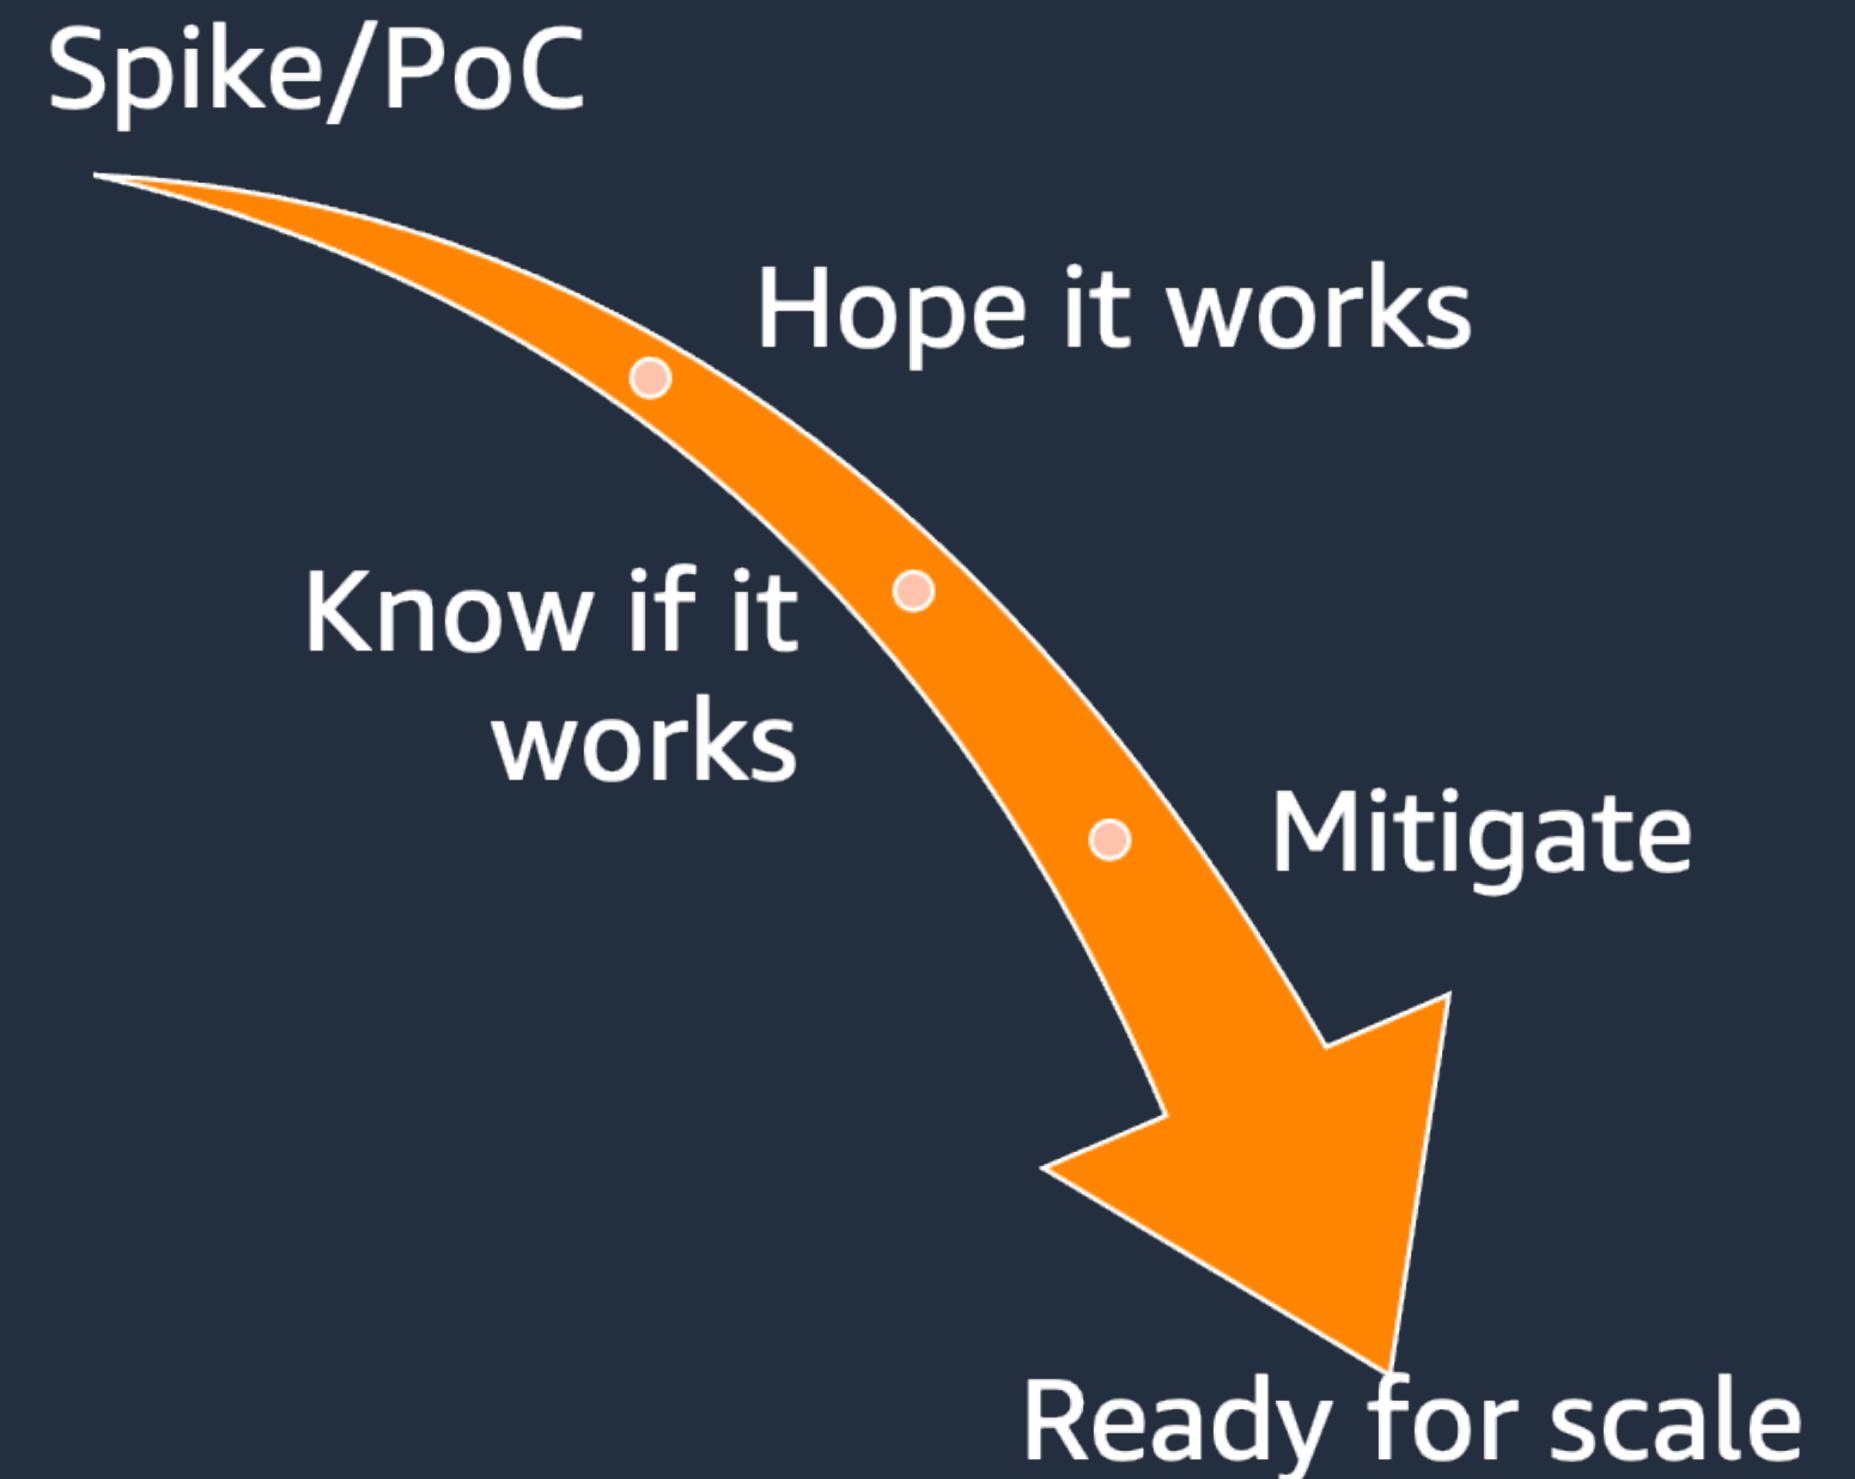 Spike/PoC
Hope it works
Know if it
works
Mitigate
Ready for scale